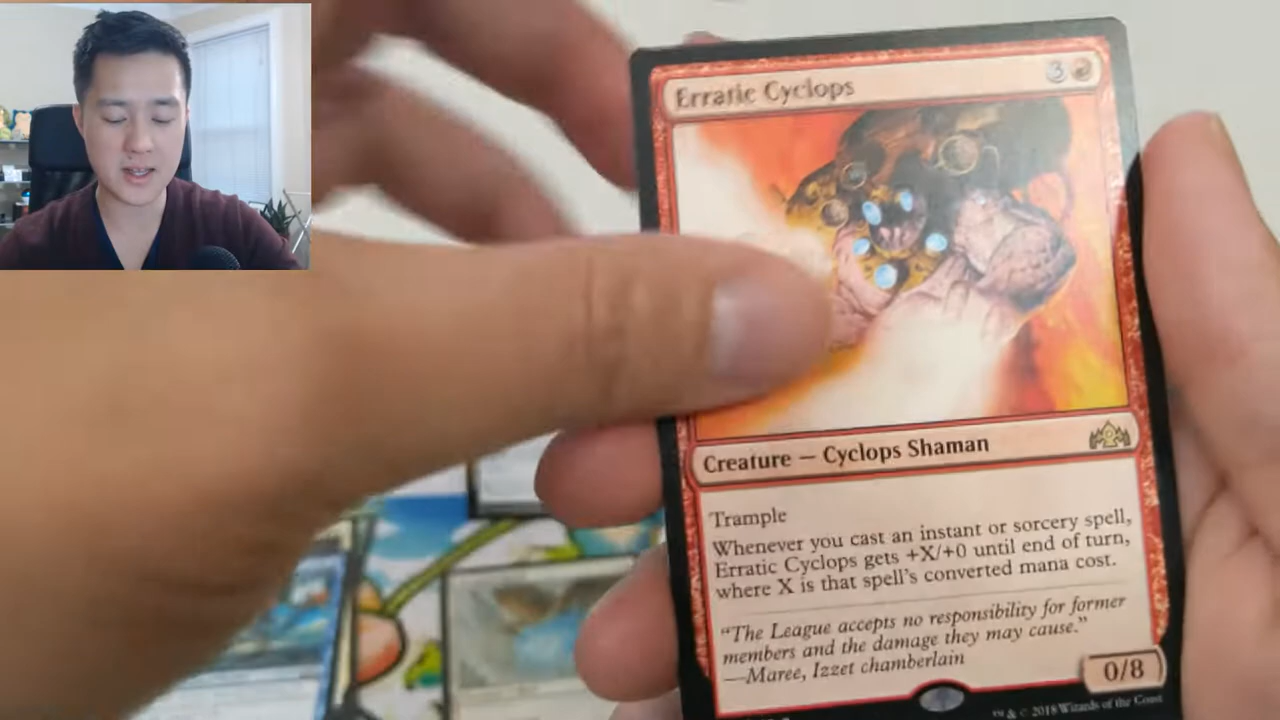 Erratic Cyclops
3
Creature — Cyclops Shaman
Trample
Whenever you cast an instant or sorcery spell,
Erratic Cyclops gets +X/+0 until end of turn,
where X is that spell's converted mana cost.
"The League accepts no responsibility for former
members and the damage they may cause."
—Maree, Izzet chamberlain
0/8
™ & © 2018 Wizards of the Coast